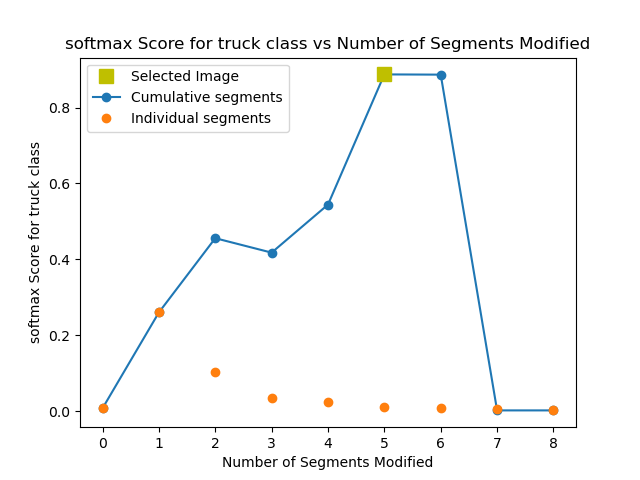 softmax Score for truck class vs Number of Segments Modified
Selected Image
Cumulative segments
Individual segments
softmax Score for truck class
0.8
0.6
0.4
0.2
0.0
0 1 2 3 4 5 6 7 8
Number of Segments Modified